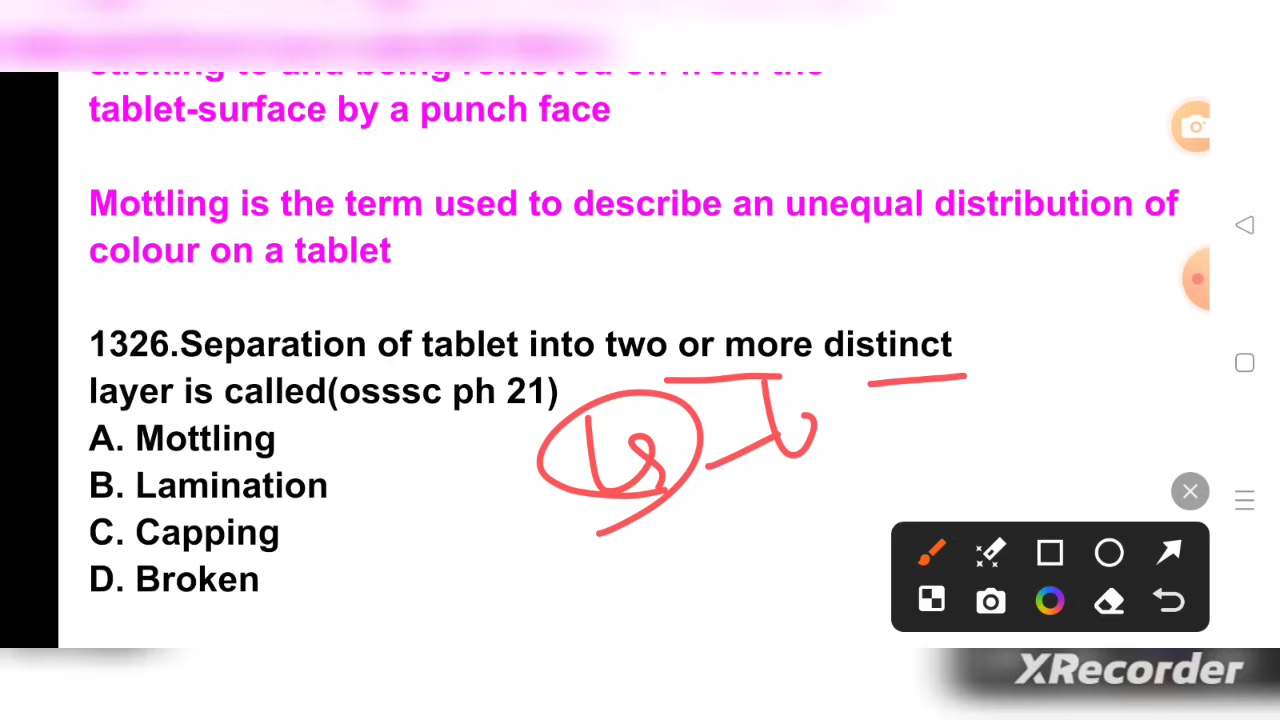 tablet-surface by a punch face
Mottling is the term used to describe an unequal distribution of
colour on a tablet
1326.Separation of tablet into two or more distinct
layer is called(osssc ph 21)
A. Mottling
B. Lamination
C. Capping
D. Broken
XRecorder